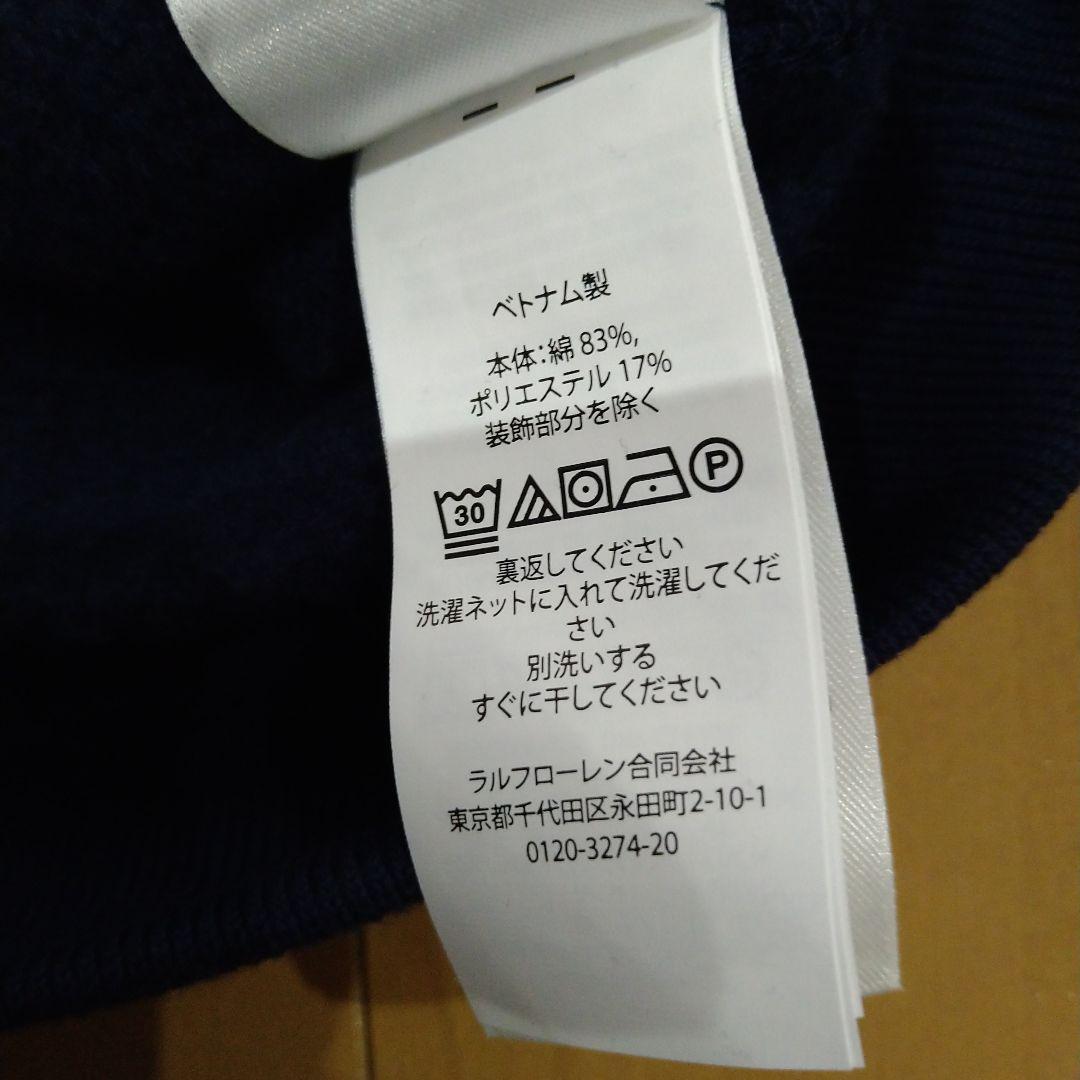 ベトナム製
本体：綿 83%,
ポリエステル 17%
装飾部分を除く
30 P
裏返してください
洗濯ネットに入れて洗濯してくだ
さい
別洗いする
すぐに干してください
ラルフローレン合同会社
東京都千代田区永田町2-10-1
0120-3274-20